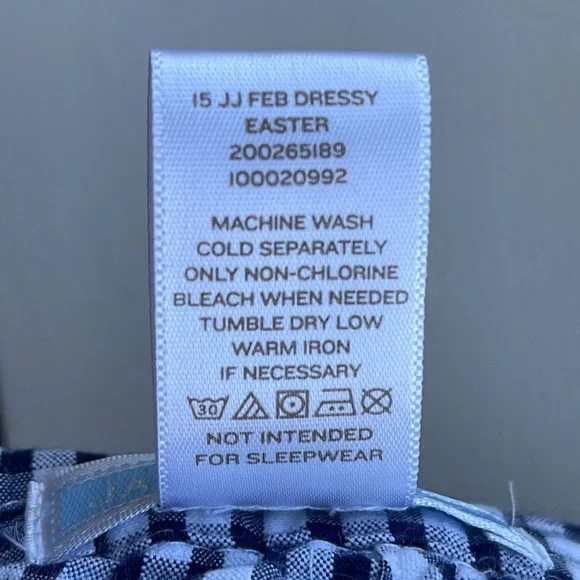 15 JJ FEB DRESSY
EASTER
200265189
100020992
MACHINE WASH
COLD SEPARATELY
ONLY NON-CHLORINE
BLEACH WHEN NEEDED
TUMBLE DRY LOW
WARM IRON
IF NECESSARY
30
NOT INTENDED
FOR SLEEPWEAR